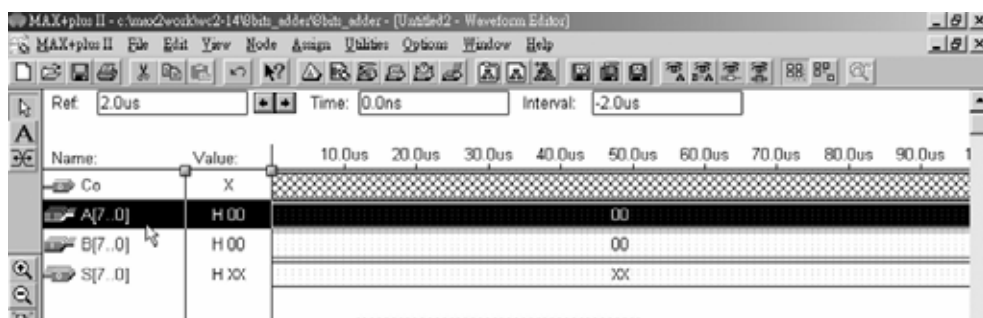 MAX+plus II - c:\max2work\wc2-14\8bits_adder\8bits_adder - [Untitled2 - Waveform Editor]
MAX+plus II File Edit View Node Assign Utilities Options Window Help
Ref: 2.0us Time: 0.0ns Interval: -2.0us
Name: Value: 10.0us 20.0us 30.0us 40.0us 50.0us 60.0us 70.0us 80.0us 90.0us 1
Co X
A[7..0] H 00 00
B[7..0] H 00 00
S[7..0] H XX XX